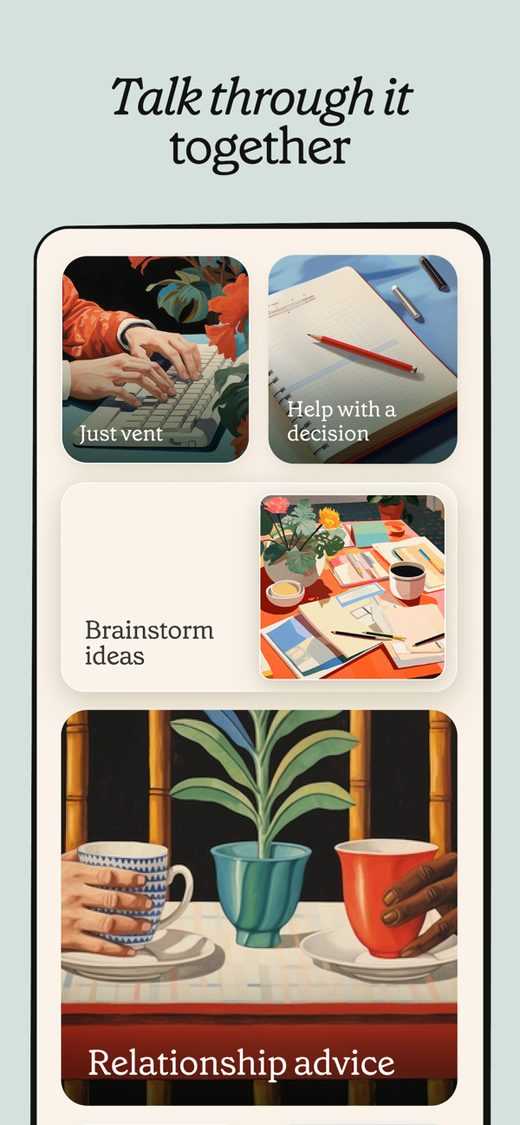 Talk through it
together
Just vent
Help with a
decision
Brainstorm
ideas
Relationship advice